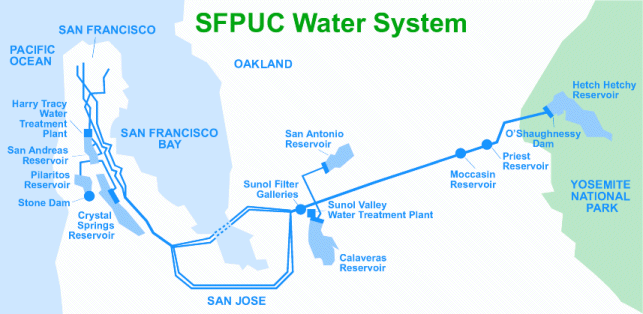 SFPUC Water System
SAN FRANCISCO
PACIFIC
OCEAN
OAKLAND
Hetch Hetchy
Reservoir
Harry Tracy
Water
Treatment
Plant
SAN FRANCISCO
BAY
San Antonio
Reservoir
O'Shaughnessy
Dam
San Andreas
Reservoir
Priest
Reservoir
Pilaritos
Reservoir
Moccasin
Reservoir
Sunol Filter
Galleries
YOSEMITE
NATIONAL
PARK
Stone Dam
Sunol Valley
Water Treatment Plant
Crystal
Springs
Reservoir
Calaveras
Reservoir
SAN JOSE